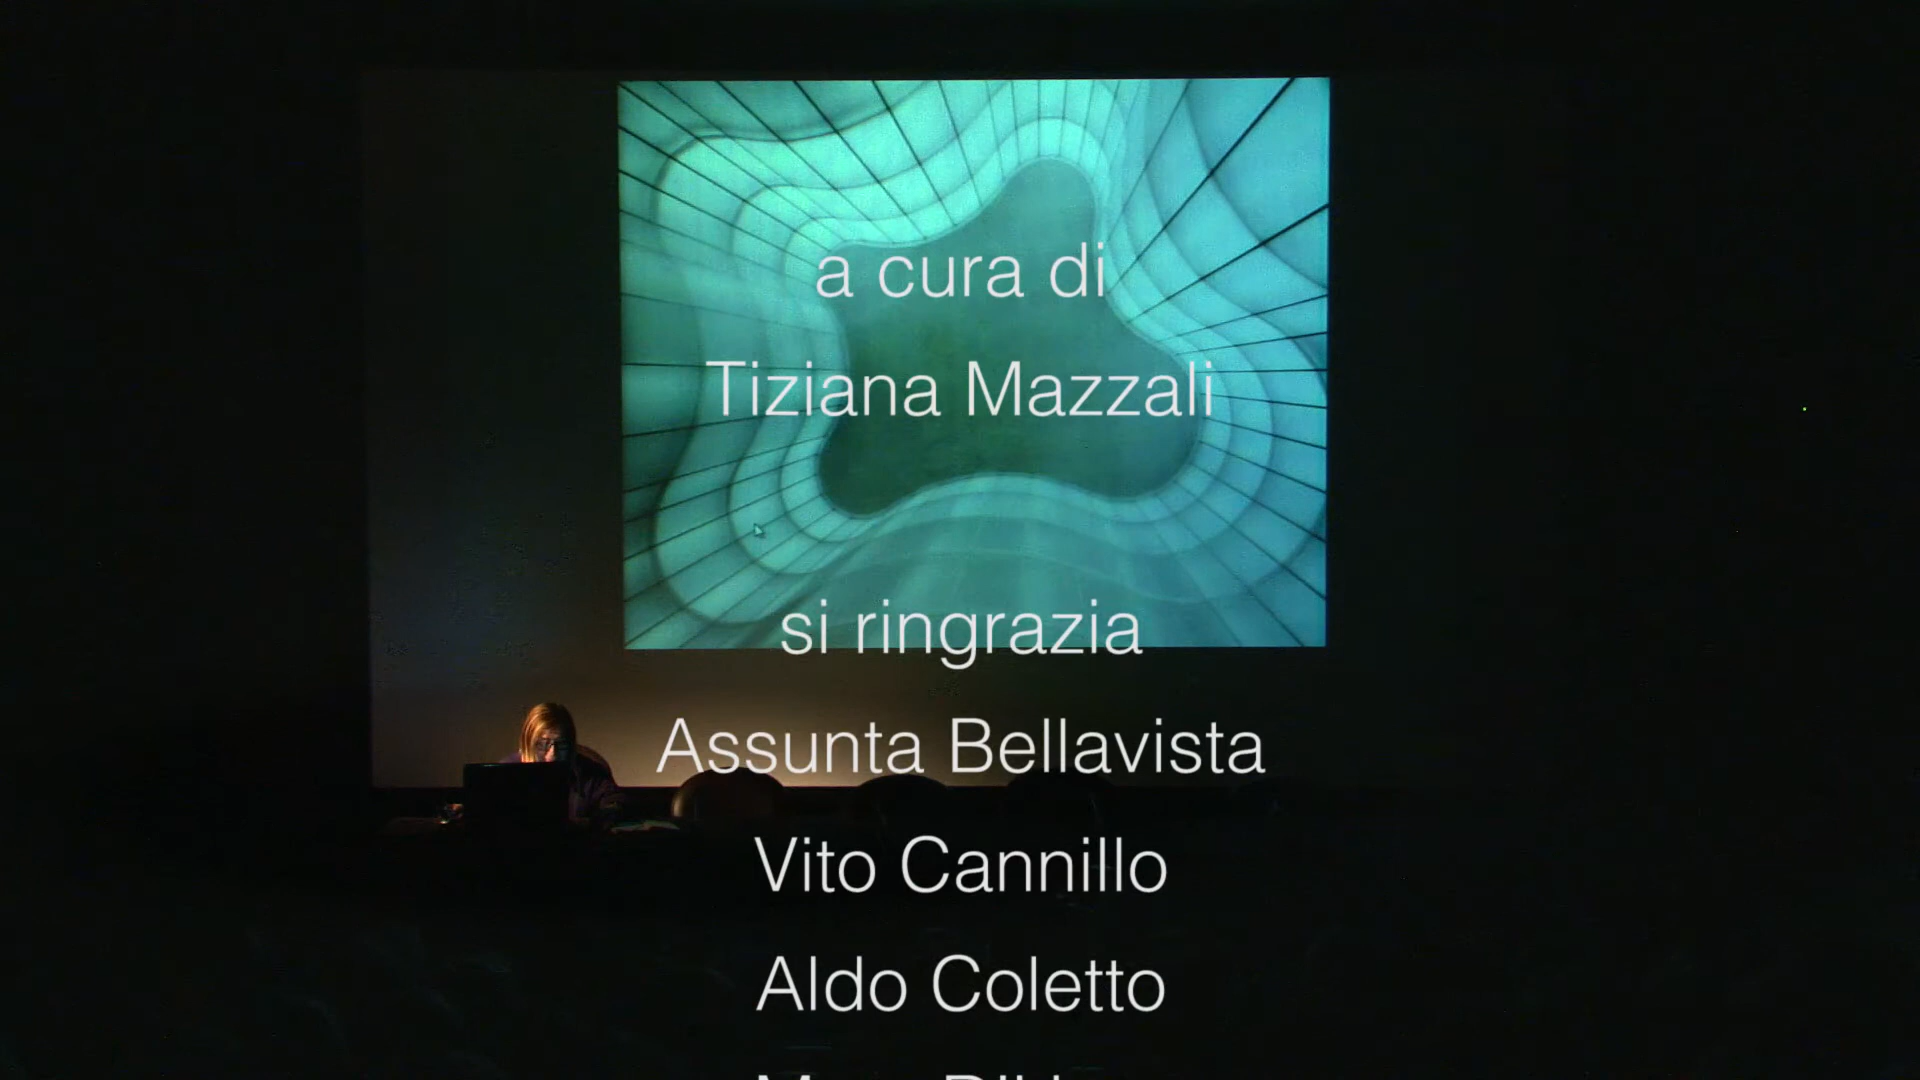 a cura di
Tiziana Mazzali
si ringrazia
Assunta Bellavista
Vito Cannillo
Aldo Coletto